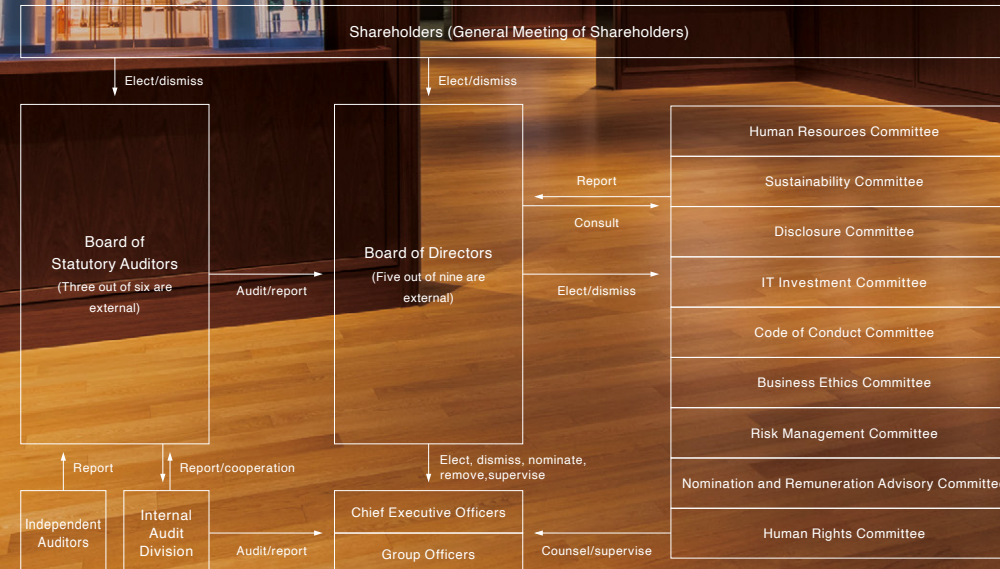 Shareholders (General Meeting of Shareholders)
Elect/dismiss
Elect/dismiss
Board of
Statutory Auditors
(Three out of six are
external)
Audit/report
Board of Directors
(Five out of nine are
external)
Report
Consult
Elect/dismiss
Human Resources Committee
Sustainability Committee
Disclosure Committee
IT Investment Committee
Code of Conduct Committee
Business Ethics Committee
Risk Management Committee
Nomination and Remuneration Advisory Committee
Human Rights Committee
Report
Report/cooperation
Elect, dismiss, nominate,
remove,supervise
Independent
Auditors
Internal
Audit
Division
Audit/report
Chief Executive Officers
Group Officers
Counsel/supervise